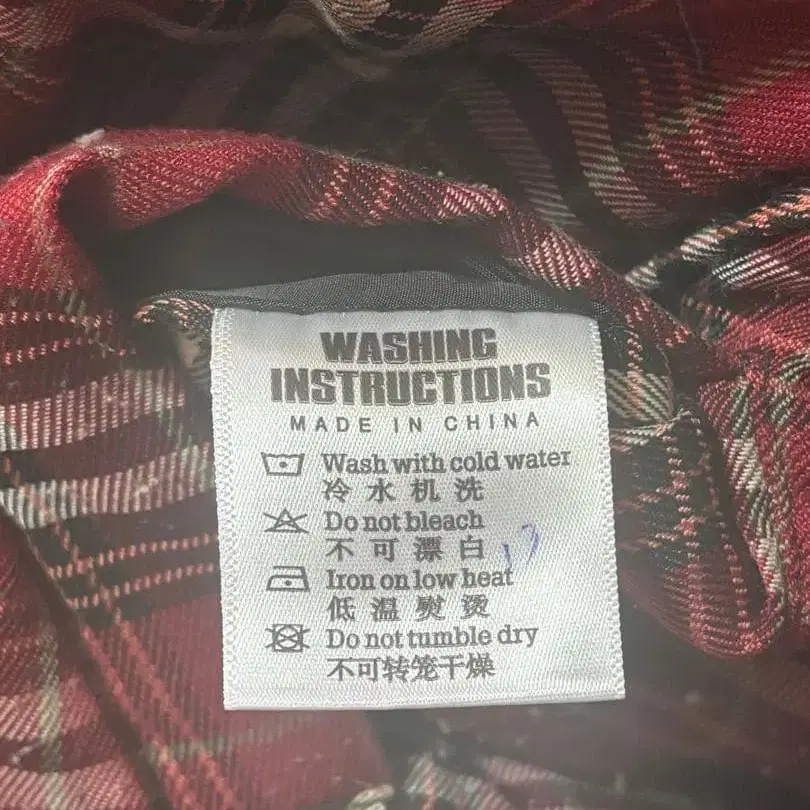 WASHING
INSTRUCTIONS
MADE IN CHINA
Wash with cold water
冷水机洗
Do not bleach
不可漂白
Iron on low heat
低温熨烫
Do not tumble dry
不可转笼干燥